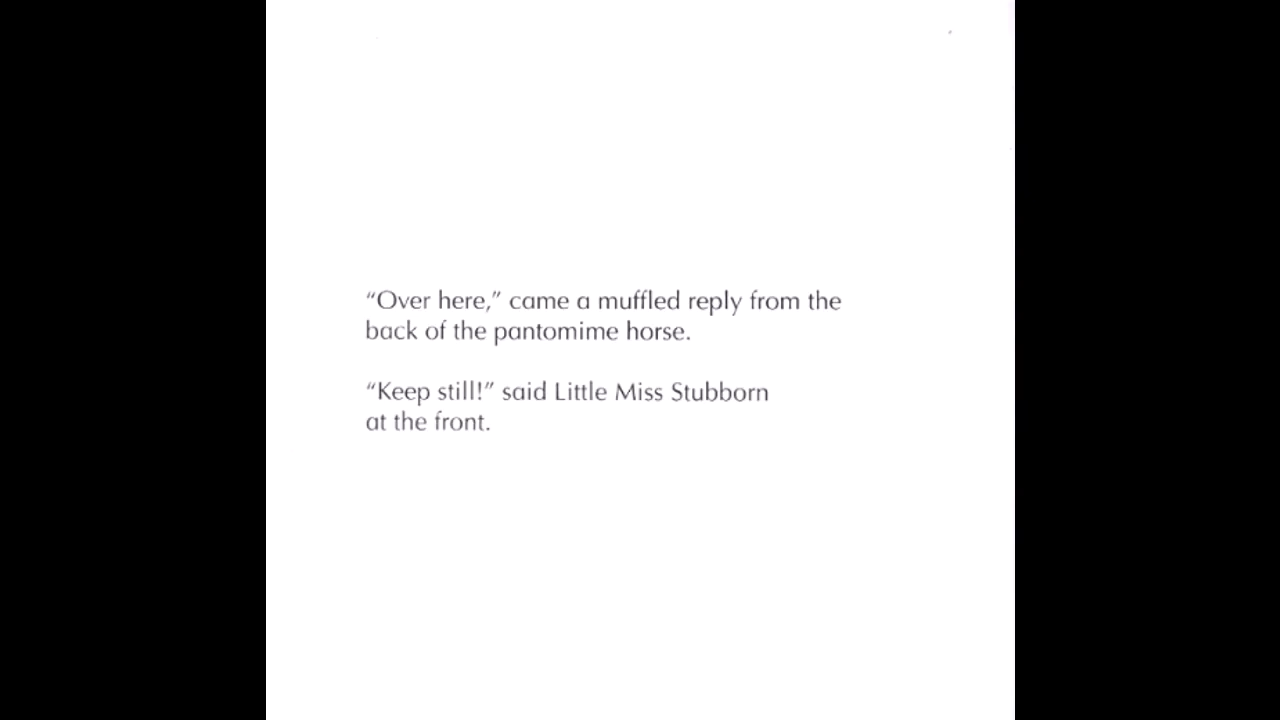 “Over here,” came a muffled reply from the
back of the pantomime horse.
“Keep still!” said Little Miss Stubborn
at the front.